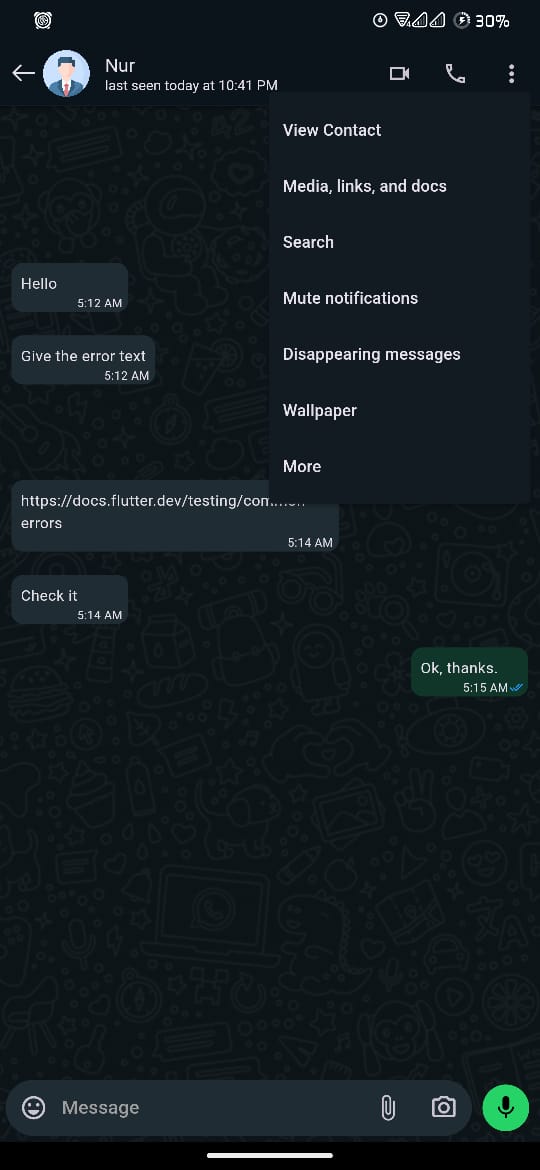 30%
Nur
last seen today at 10:41 PM
View Contact
Media, links, and docs
Search
Mute notifications
Disappearing messages
Wallpaper
More
Hello
5:12 AM
Give the error text
5:12 AM
https://docs.flutter.dev/testing/common-
errors
5:14 AM
Check it
5:14 AM
Ok, thanks.
5:15 AM
Message